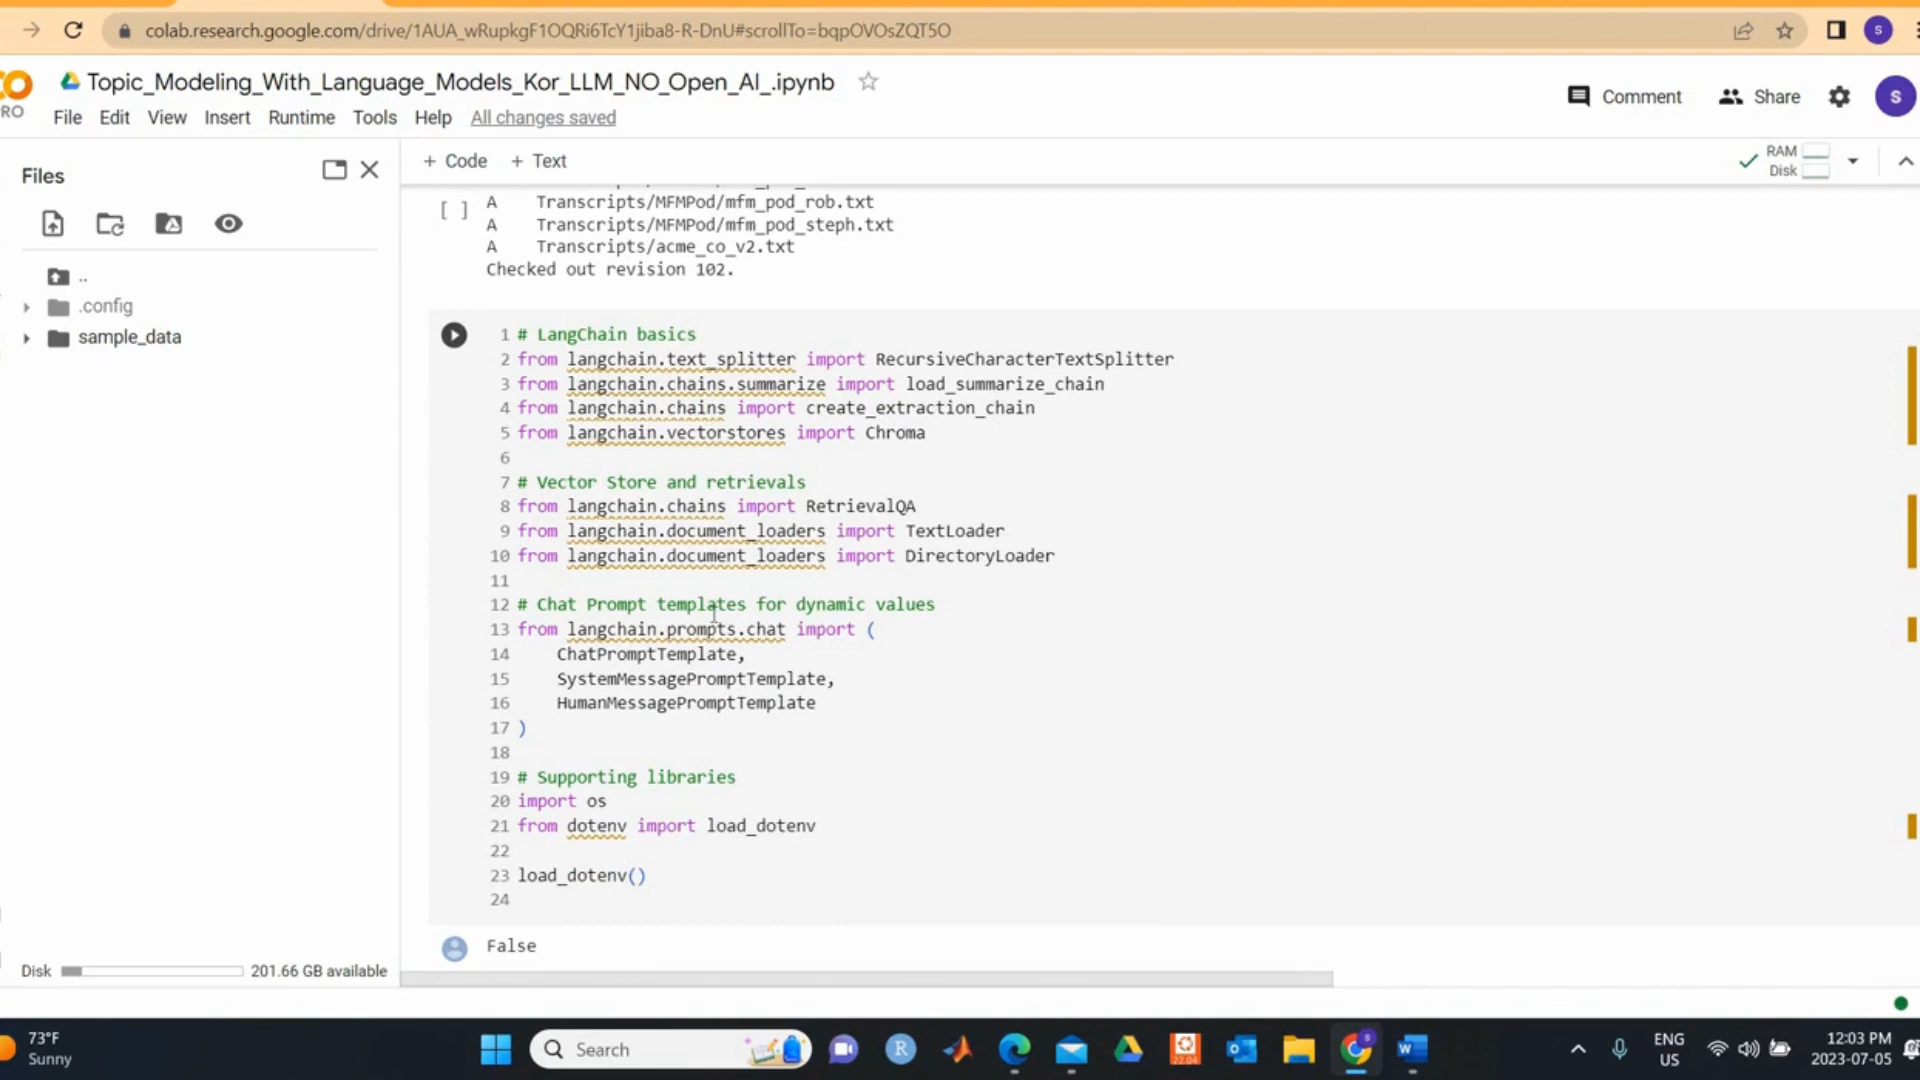 colab.research.google.com/drive/1AUA_wRupkgF1OQRi6TcY1jiba8-R-DnU#scrollTo=bqpOVOsZQT5O
S
CO
PRO
Topic_Modeling_With_Language_Models_Kor_LLM_NO_Open_AI_.ipynb
File Edit View Insert Runtime Tools Help All changes saved
Comment Share S
Files
+ Code + Text
RAM
Disk
..
.config
sample_data
[ ]
A Transcripts/MFMPod/mfm_pod_rob.txt
A Transcripts/MFMPod/mfm_pod_steph.txt
A Transcripts/acme_co_v2.txt
Checked out revision 102.
1 # LangChain basics
2 from langchain.text_splitter import RecursiveCharacterTextSplitter
3 from langchain.chains.summarize import load_summarize_chain
4 from langchain.chains import create_extraction_chain
5 from langchain.vectorstores import Chroma
6
7 # Vector Store and retrievals
8 from langchain.chains import RetrievalQA
9 from langchain.document_loaders import TextLoader
10 from langchain.document_loaders import DirectoryLoader
11
12 # Chat Prompt templates for dynamic values
13 from langchain.prompts.chat import (
14 ChatPromptTemplate,
15 SystemMessagePromptTemplate,
16 HumanMessagePromptTemplate
17 )
18
19 # Supporting libraries
20 import os
21 from dotenv import load_dotenv
22
23 load_dotenv()
24
False
Disk 201.66 GB available
73°F
Sunny
Search
R
22.04
ENG
US
12:03 PM
2023-07-05